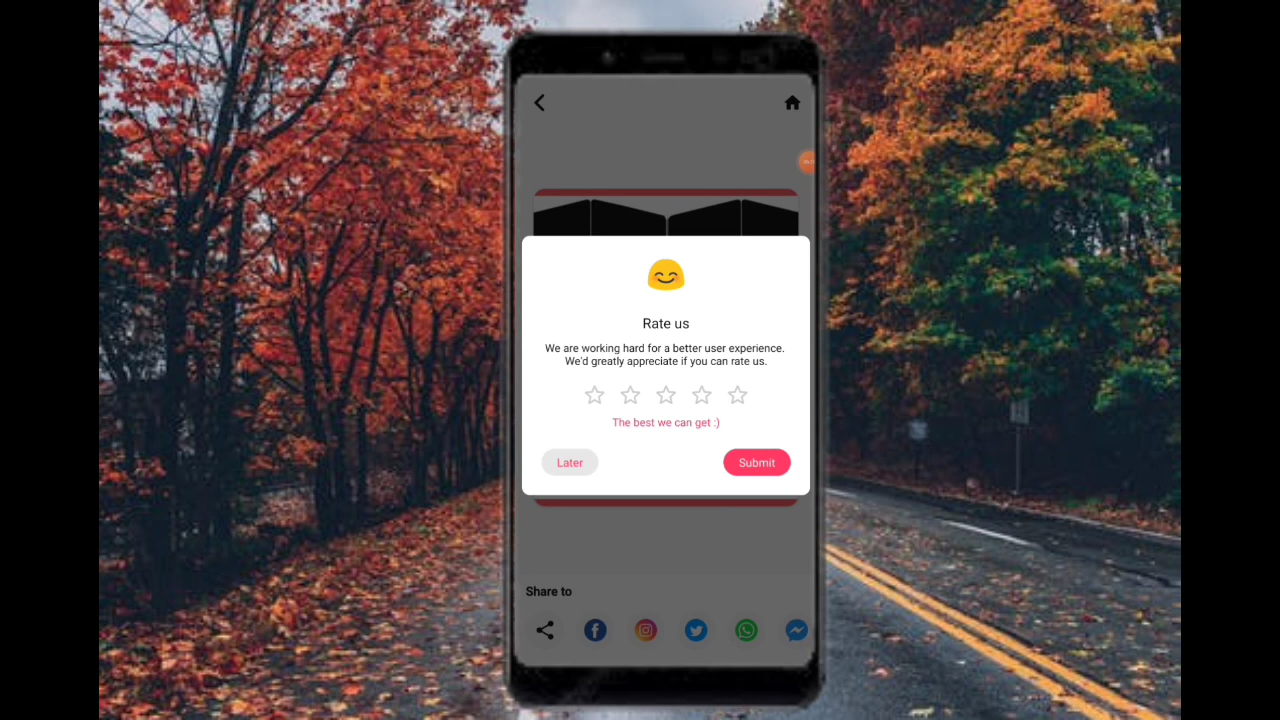 Rate us
We are working hard for a better user experience.
We'd greatly appreciate if you can rate us.
The best we can get :)
Later
Submit
Share to